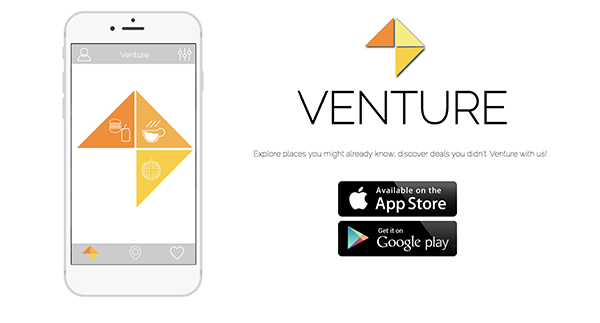 Venture
VENTURE
Explore places you might already know, discover deals you didn't. Venture with us!
Available on the
App Store
Get it on
Google play